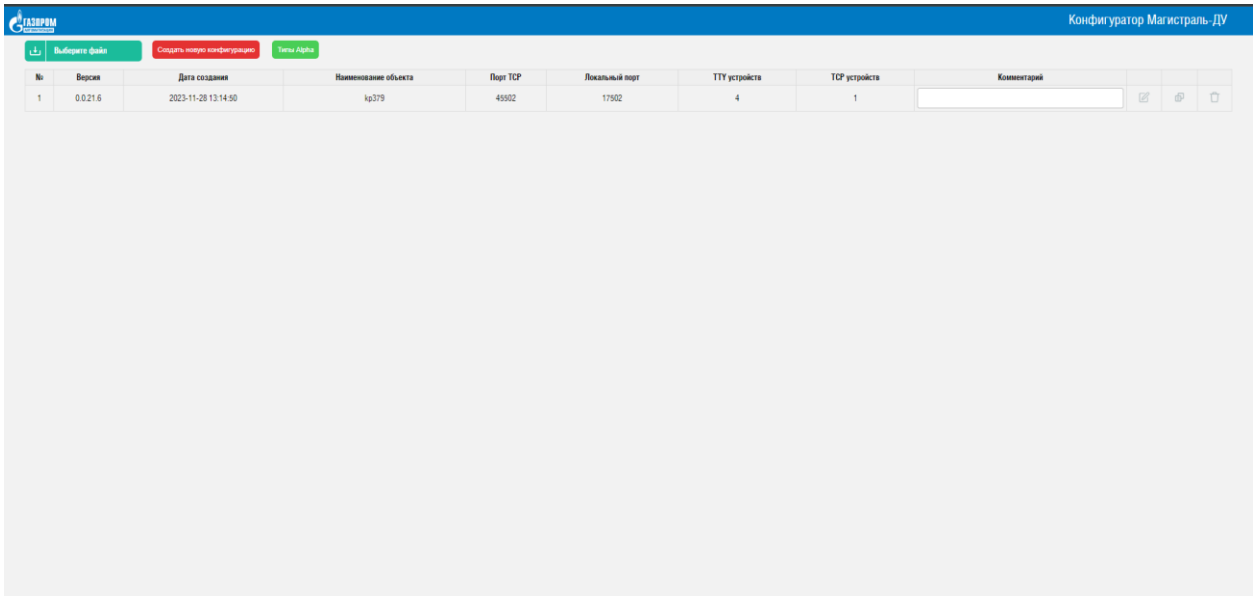 ГАЗПРОМ
Конфигуратор Магистраль-ДУ
Выберите файл Создать новую конфигурацию Типы Alpha
№ Версия Дата создания Наименование объекта Порт TCP Локальный порт TTY устройств TCP устройств Комментарий
1 0.0.21.6 2023-11-28 13:14:50 kp379 45502 17502 4 1